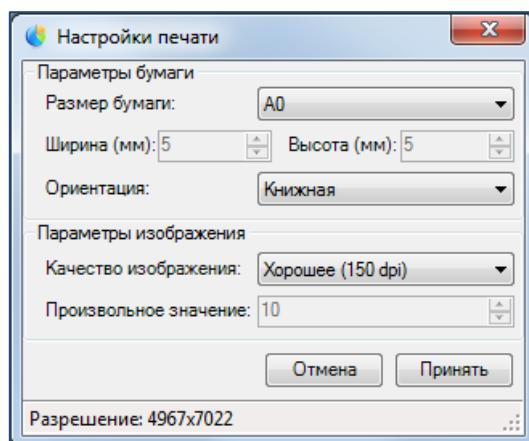 Настройки печати
Параметры бумаги
Размер бумаги: A0
Ширина (мм): 5 Высота (мм): 5
Ориентация: Книжная
Параметры изображения
Качество изображения: Хорошее (150 dpi)
Произвольное значение: 10
Отмена Принять
Разрешение: 4967x7022